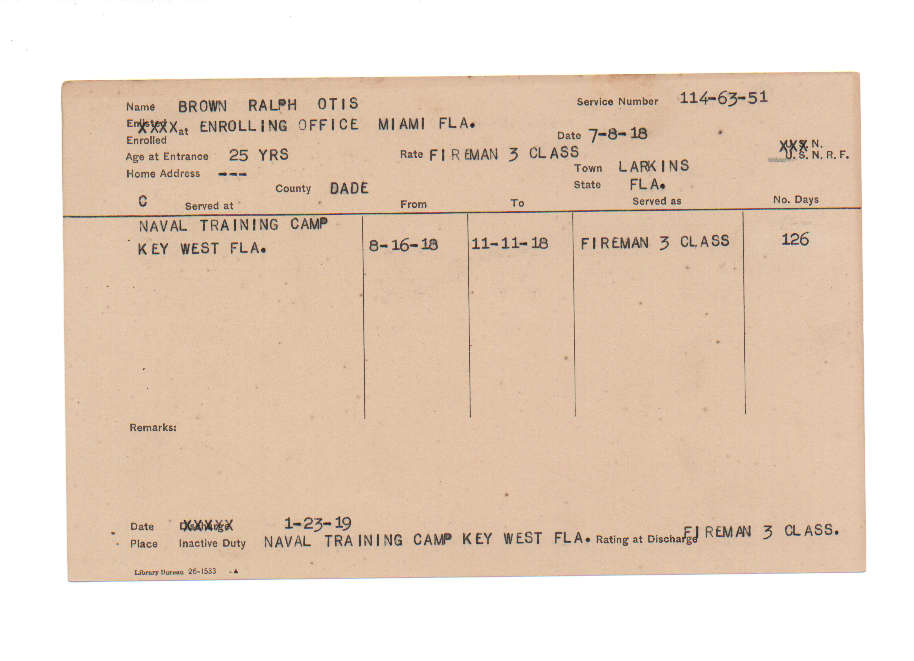 Name BROWN RALPH OTIS Service Number 114-63-51
Enlisted XXXX at ENROLLING OFFICE MIAMI FLA.
Enrolled Date 7-8-18
XXX N.
Age at Entrance 25 YRS Rate FIREMAN 3 CLASS U.S. N. R. F.
Home Address --- Town LARKINS
County DADE State FLA.
C Served at From To Served as No. Days
NAVAL TRAINING CAMP
KEY WEST FLA. 8-16-18 11-11-18 FIREMAN 3 CLASS 126
Remarks:
Date Discharge XXXXX 1-23-19
Place Inactive Duty NAVAL TRAINING CAMP KEY WEST FLA. Rating at Discharge FIREMAN 3 CLASS.
Library Bureau 26-1533